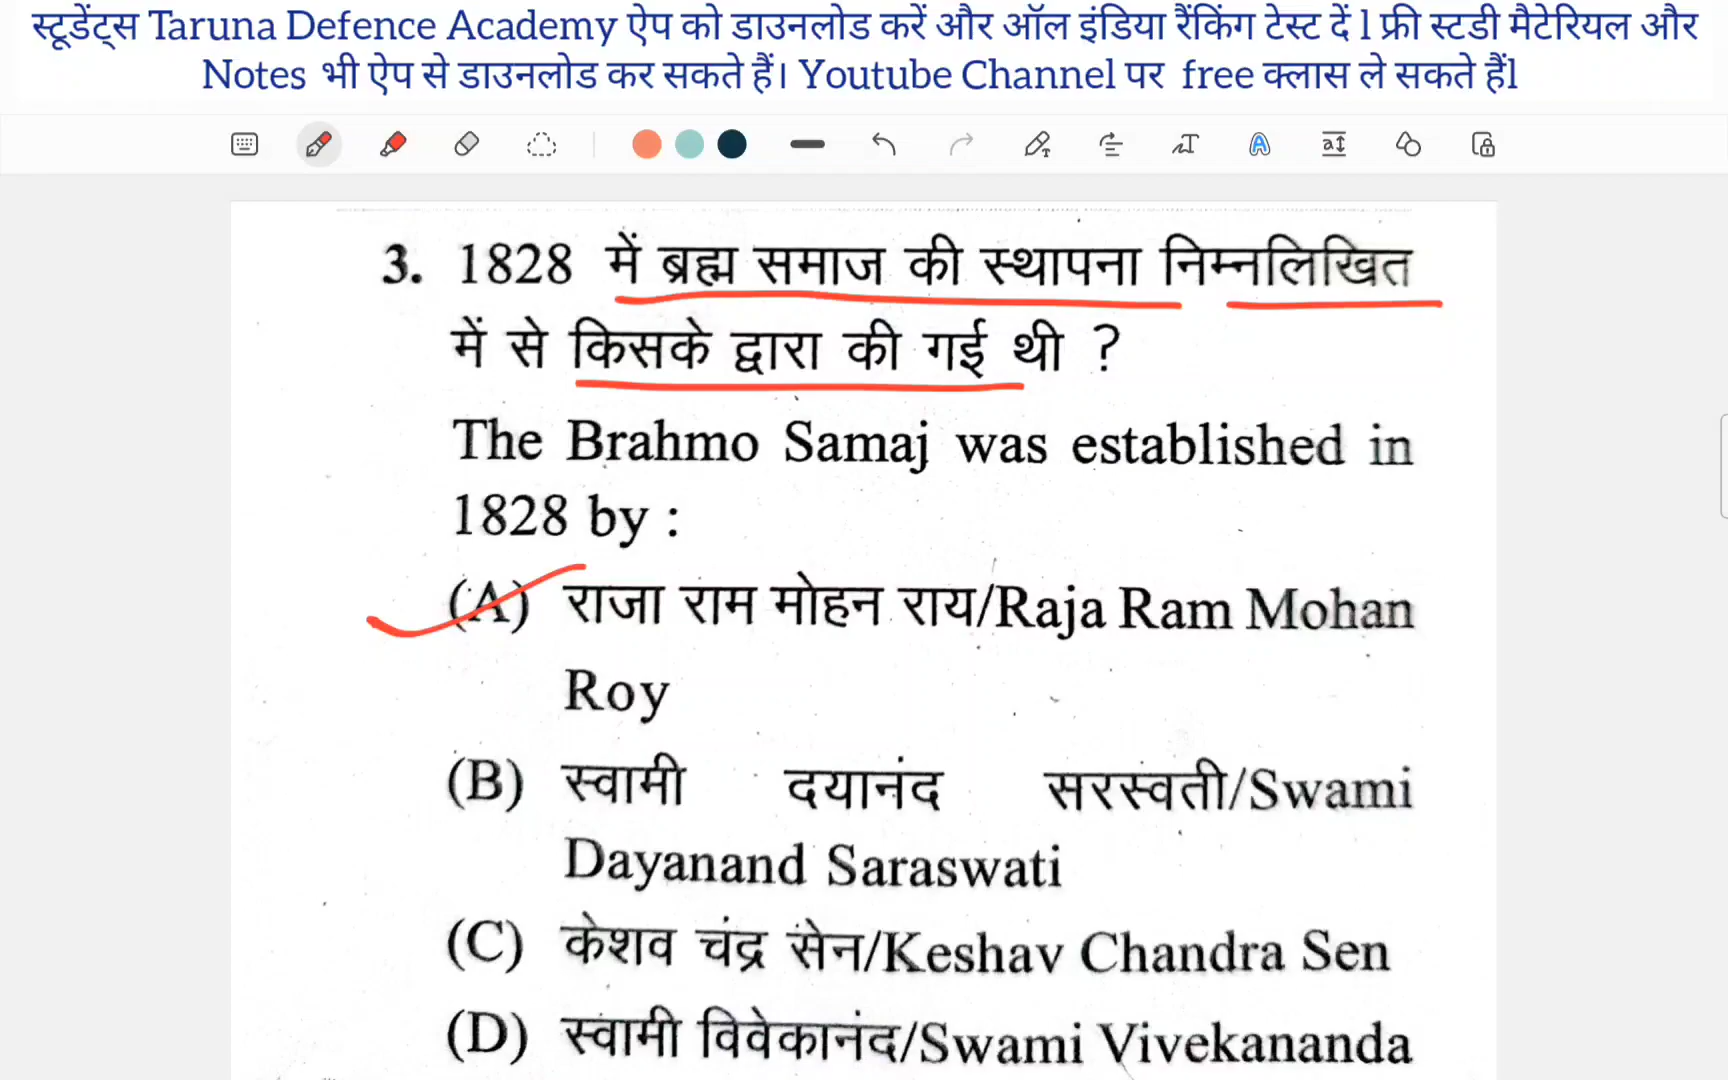 स्टूडेंट्स Taruna Defence Academy ऐप को डाउनलोड करें और ऑल इंडिया रैंकिंग टेस्ट दें l फ्री स्टडी मैटेरियल और
Notes भी ऐप से डाउनलोड कर सकते हैं। Youtube Channel पर free क्लास ले सकते हैंl
3. 1828 में ब्रह्म समाज की स्थापना निम्नलिखित
में से किसके द्वारा की गई थी ?
The Brahmo Samaj was established in
1828 by :
(A) राजा राम मोहन राय/Raja Ram Mohan
Roy
(B) स्वामी दयानंद सरस्वती/Swami
Dayanand Saraswati
(C) केशव चंद्र सेन/Keshav Chandra Sen
(D) स्वामी विवेकानंद/Swami Vivekananda